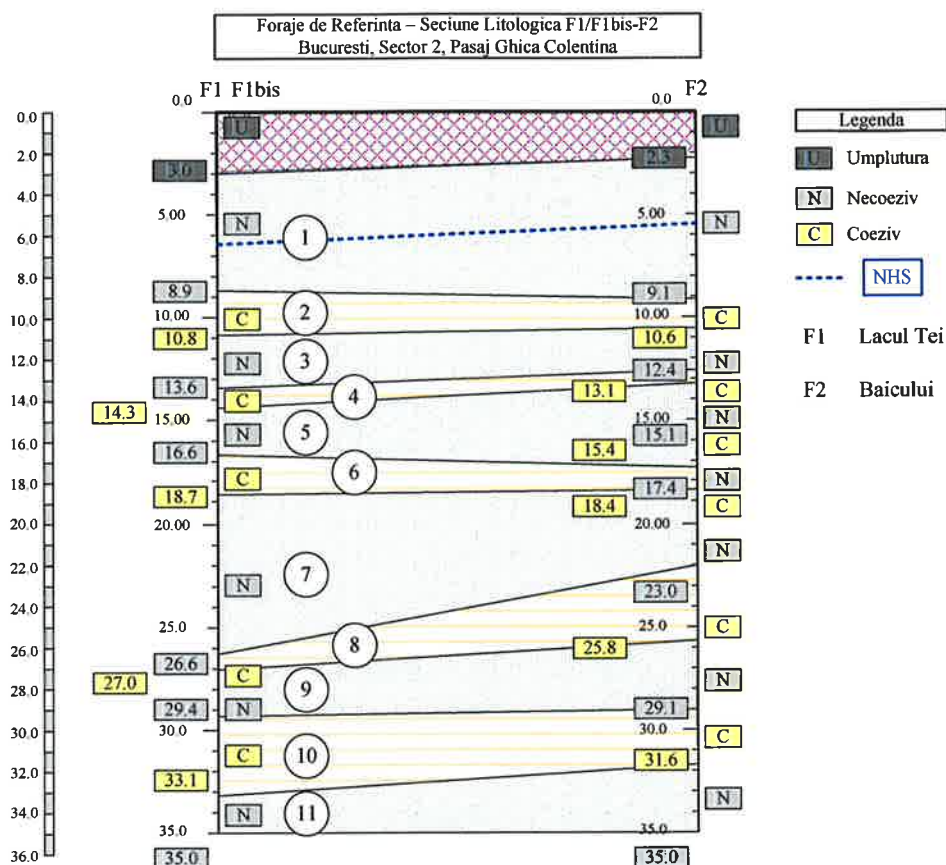 Foraje de Referinta – Sectiune Litologica F1/F1bis-F2
Bucuresti, Sector 2, Pasaj Ghica Colentina
F1 F1bis
F2
0,0
0,0
0.0
2.0
4.0
6.0
8.0
10.0
12.0
14.0
16.0
18.0
20.0
22.0
24.0
26.0
28.0
30.0
32.0
34.0
36.0
14.3
27.0
3.0
8.9
10.8
13.6
16.6
18.7
26.6
29.4
33.1
35.0
5.00
10.00
15.00
20.00
25.0
30.0
35.0
U
N
C
N
C
N
C
N
C
N
C
N
1
2
3
4
5
6
7
8
9
10
11
13.1
15.4
18.4
25.8
2.3
5.00
9.1
10.00
10.6
12.4
15.00
15.1
17.4
20.00
23.0
25.0
29.1
30.0
31.6
35.0
35.0
U
N
C
N
C
N
C
N
C
N
C
N
C
N
Legenda
U Umplutura
N Necoeziv
C Coeziv
NHS
F1 Lacul Tei
F2 Baicului